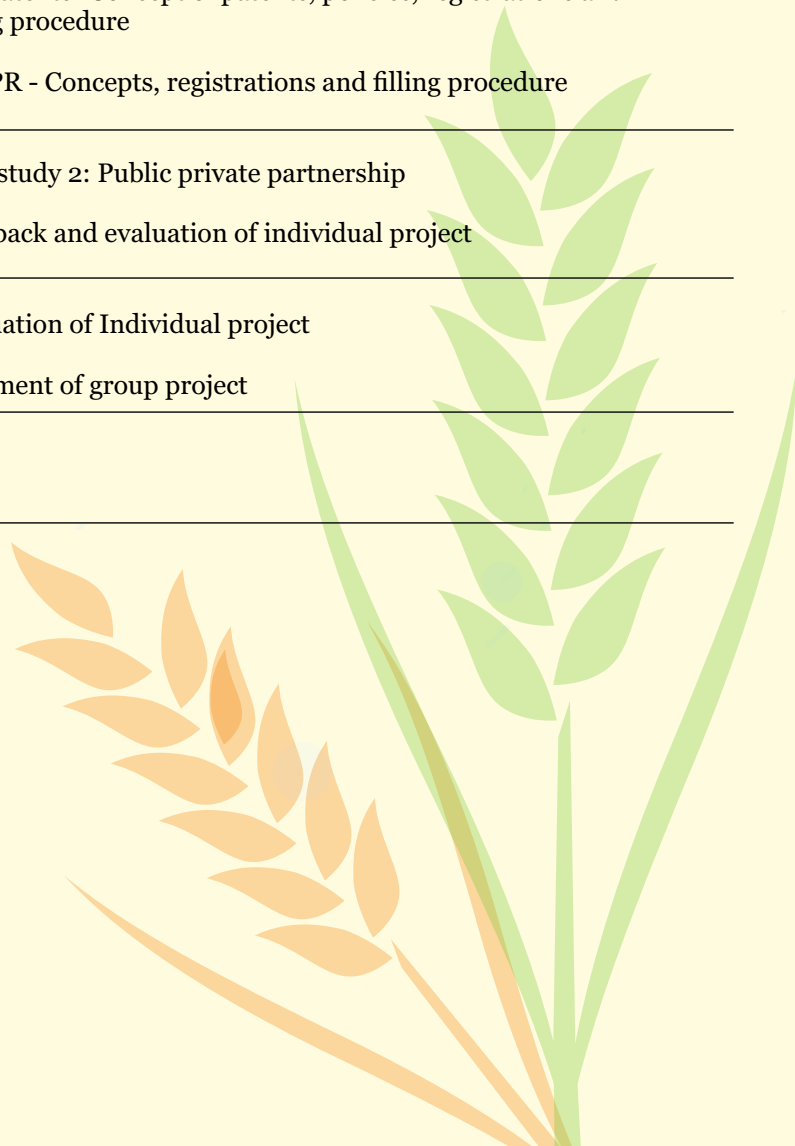 g procedure
PR - Concepts, registrations and filling procedure
study 2: Public private partnership
back and evaluation of individual project
ation of Individual project
ment of group project